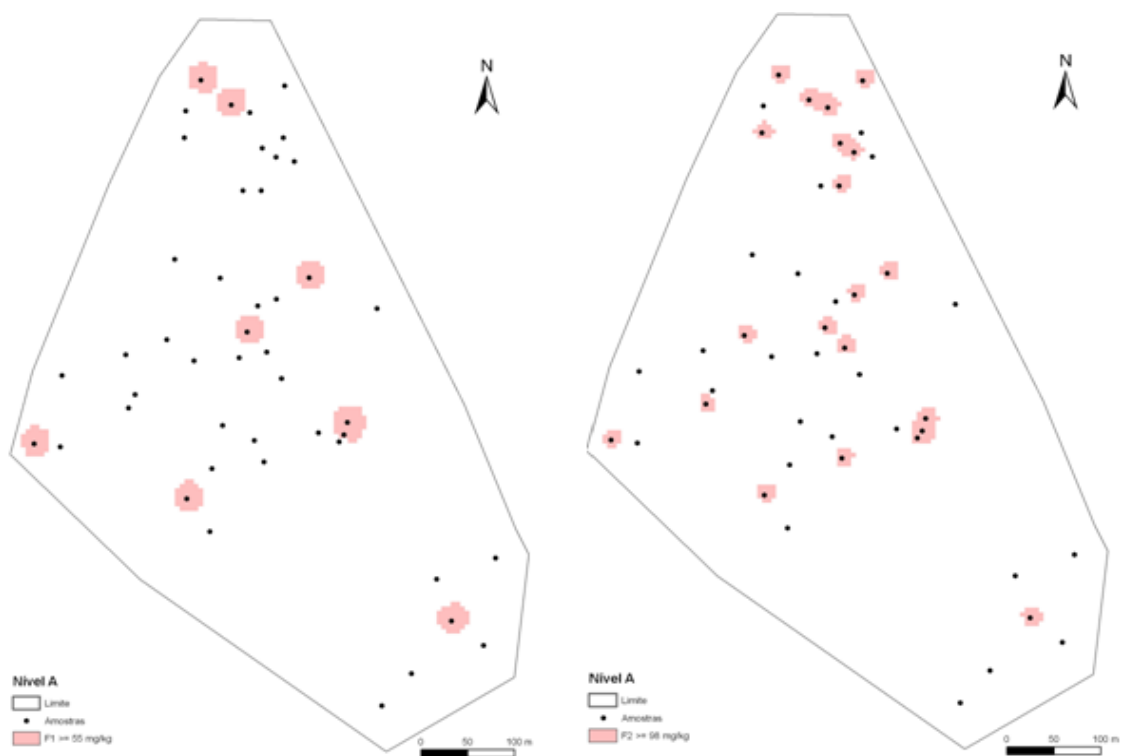 N
Nível A
Limite
Amostras
F1 >= 55 mg/kg
0 50 100 m
N
Nível A
Limite
Amostras
F2 >= 98 mg/kg
0 50 100 m